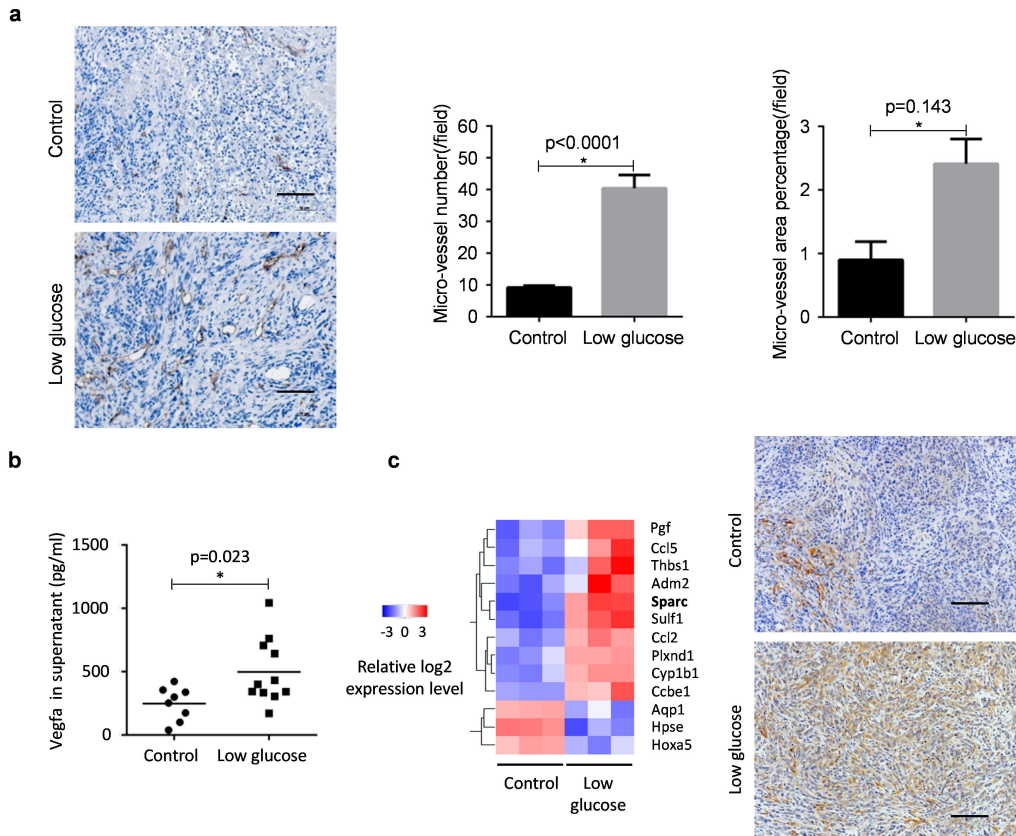 a
Control
Low glucose
Micro-vessel number(/field)
60
50
40
30
20
10
0
p<0.0001
*
Control
Low glucose
Micro-vessel area percentage(/field)
3
2
1
0
p=0.143
*
Control
Low glucose
b
Vegfa in supernatant (pg/ml)
1500
1000
500
0
p=0.023
*
Control
Low glucose
c
-3 0 3
Relative log2
expression level
Pgf
Ccl5
Thbs1
Adm2
Sparc
Sulf1
Ccl2
Plxnd1
Cyp1b1
Ccbe1
Aqp1
Hpse
Hoxa5
Control
Low
glucose
Control
Low glucose